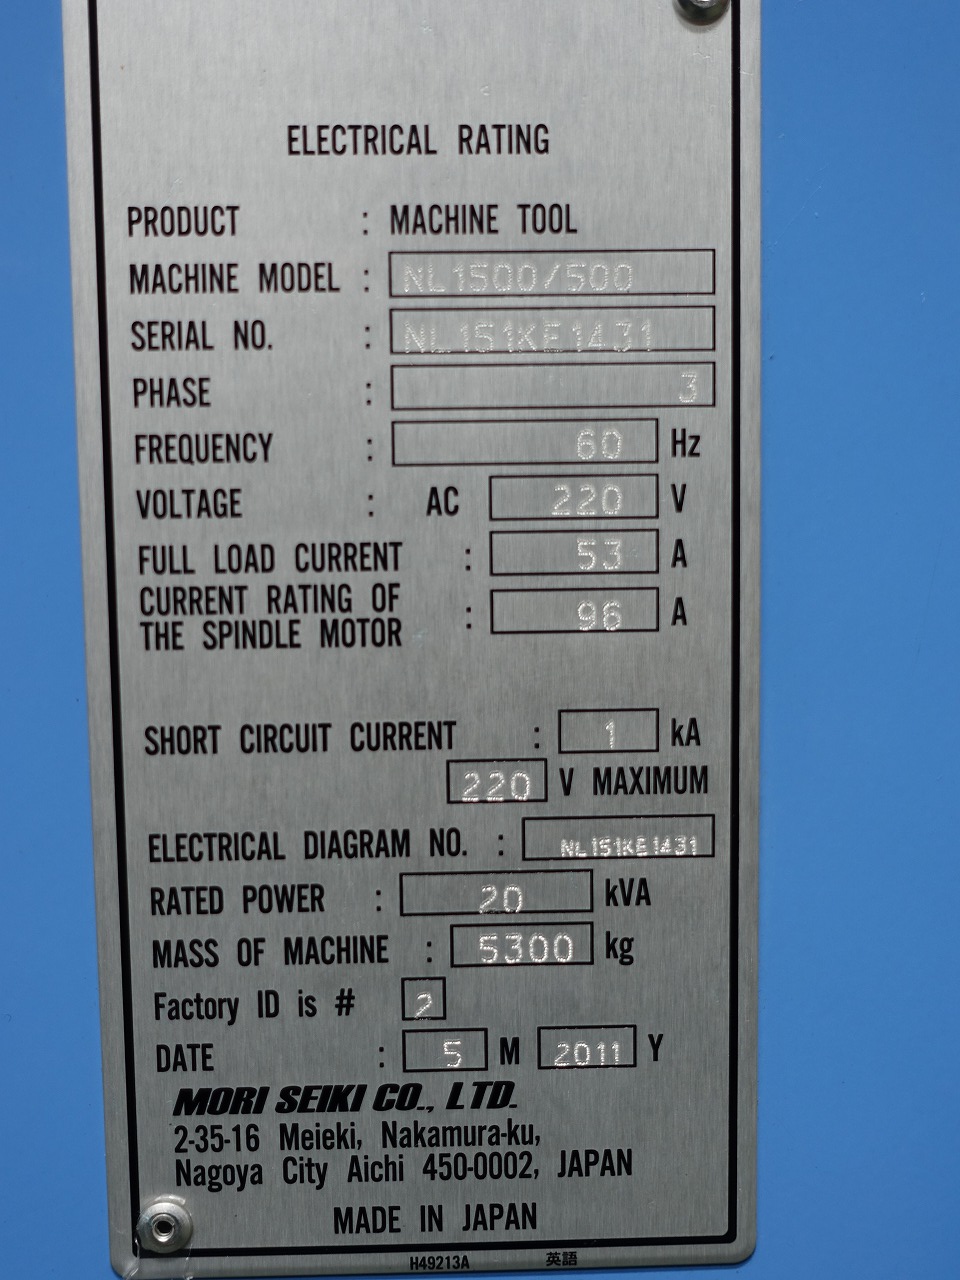 ELECTRICAL RATING
PRODUCT : MACHINE TOOL
MACHINE MODEL : NL1500/500
SERIAL NO. : NL151KE1431
PHASE : 3
FREQUENCY : 60 Hz
VOLTAGE : AC 220 V
FULL LOAD CURRENT : 53 A
CURRENT RATING OF
THE SPINDLE MOTOR : 96 A
SHORT CIRCUIT CURRENT : 1 kA
220 V MAXIMUM
ELECTRICAL DIAGRAM NO. : NL151KE1431
RATED POWER : 20 kVA
MASS OF MACHINE : 5300 kg
Factory ID is # 2
DATE : 5 M 2011 Y
MORI SEIKI CO., LTD.
2-35-16 Meieki, Nakamura-ku,
Nagoya City Aichi 450-0002, JAPAN
MADE IN JAPAN
H49213A 英語